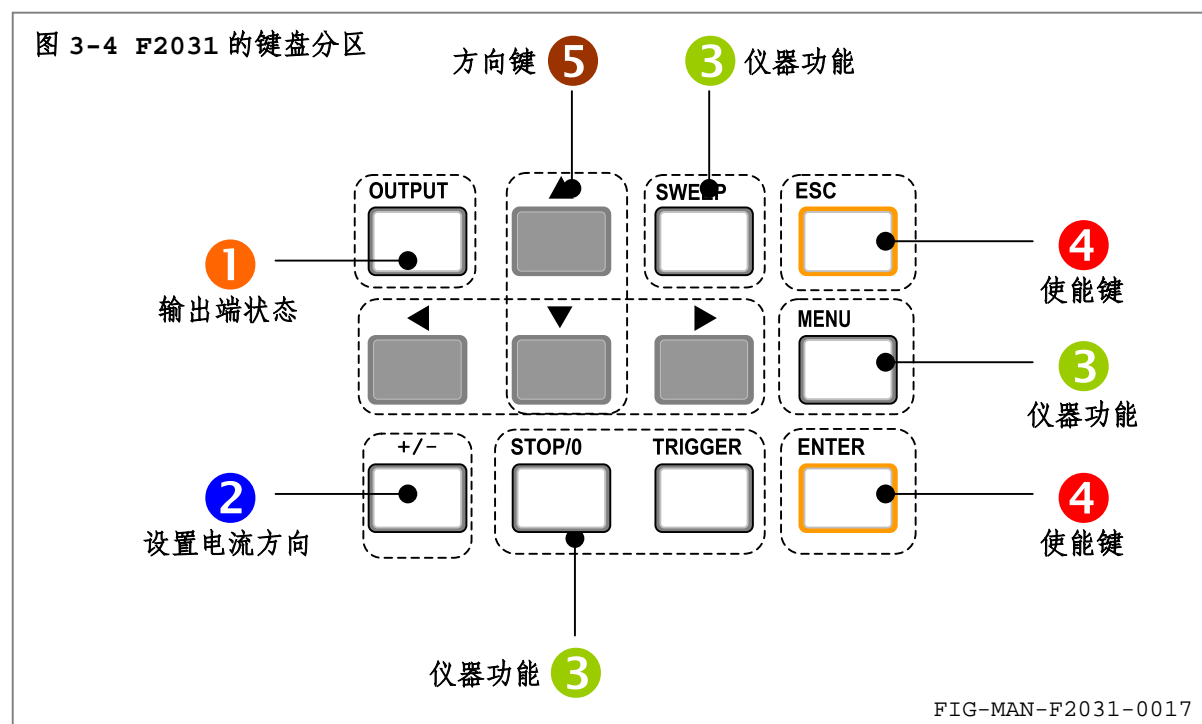 图 3-4 F2031 的键盘分区
方向键 5
3 仪器功能
OUTPUT
SWEEP
ESC
1
输出端状态
4
使能键
MENU
3
仪器功能
+/-
STOP/0
TRIGGER
ENTER
2
设置电流方向
4
使能键
仪器功能 3
FIG-MAN-F2031-0017